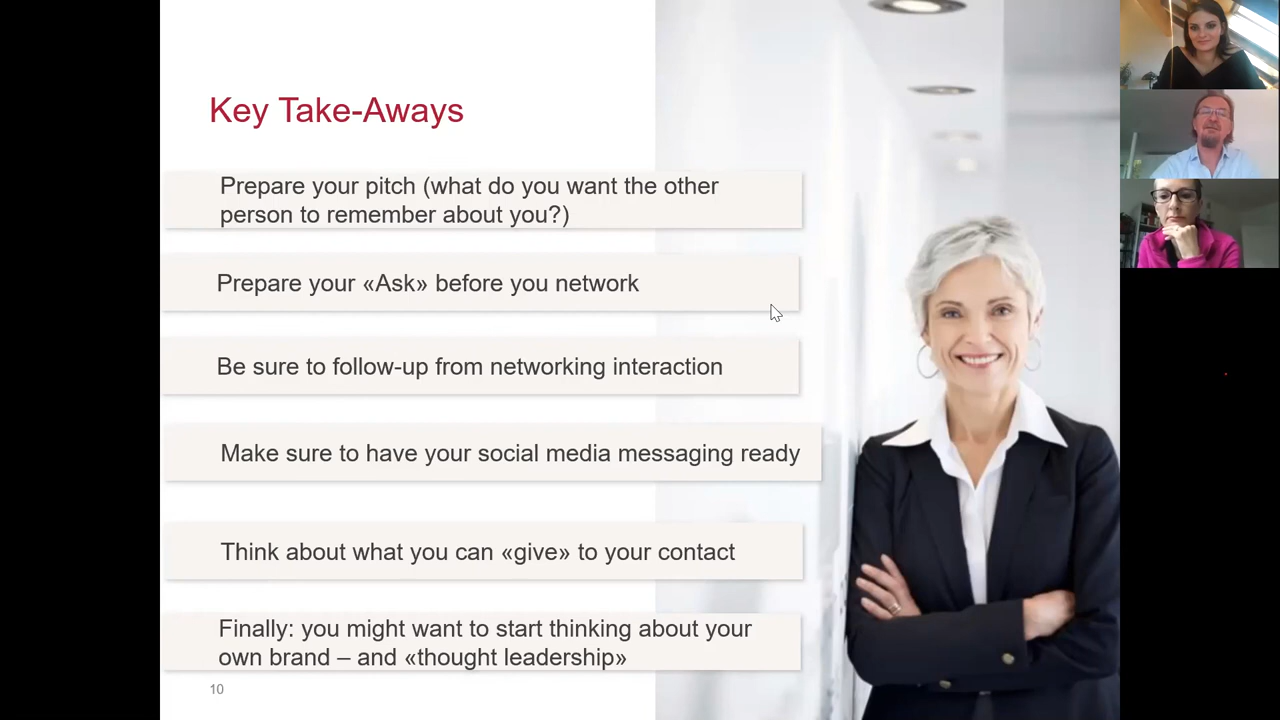 Key Take-Aways
Prepare your pitch (what do you want the other
person to remember about you?)
Prepare your «Ask» before you network
Be sure to follow-up from networking interaction
Make sure to have your social media messaging ready
Think about what you can «give» to your contact
Finally: you might want to start thinking about your
own brand – and «thought leadership»
10